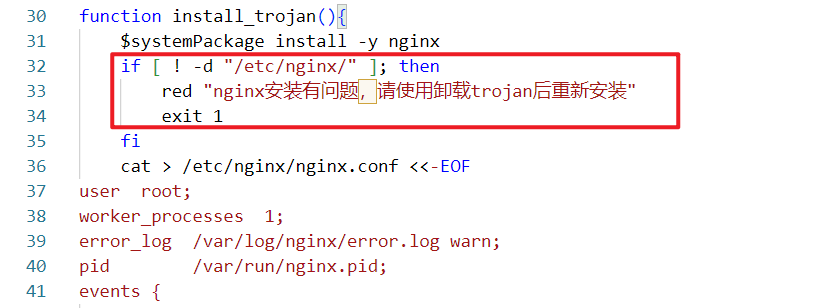 30 function install_trojan(){
31     $systemPackage install -y nginx
32     if [ ! -d "/etc/nginx/" ]; then
33         red "nginx安装有问题，请使用卸载trojan后重新安装"
34         exit 1
35     fi
36     cat > /etc/nginx/nginx.conf <<-EOF
37 user  root;
38 worker_processes  1;
39 error_log  /var/log/nginx/error.log warn;
40 pid        /var/run/nginx.pid;
41 events {